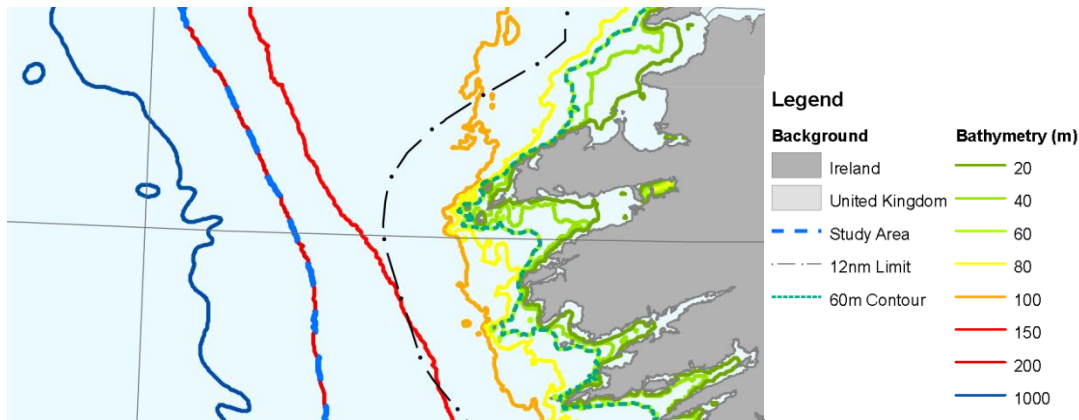 Legend
Background
Ireland
United Kingdom
Study Area
12nm Limit
60m Contour
Bathymetry (m)
20
40
60
80
100
150
200
1000